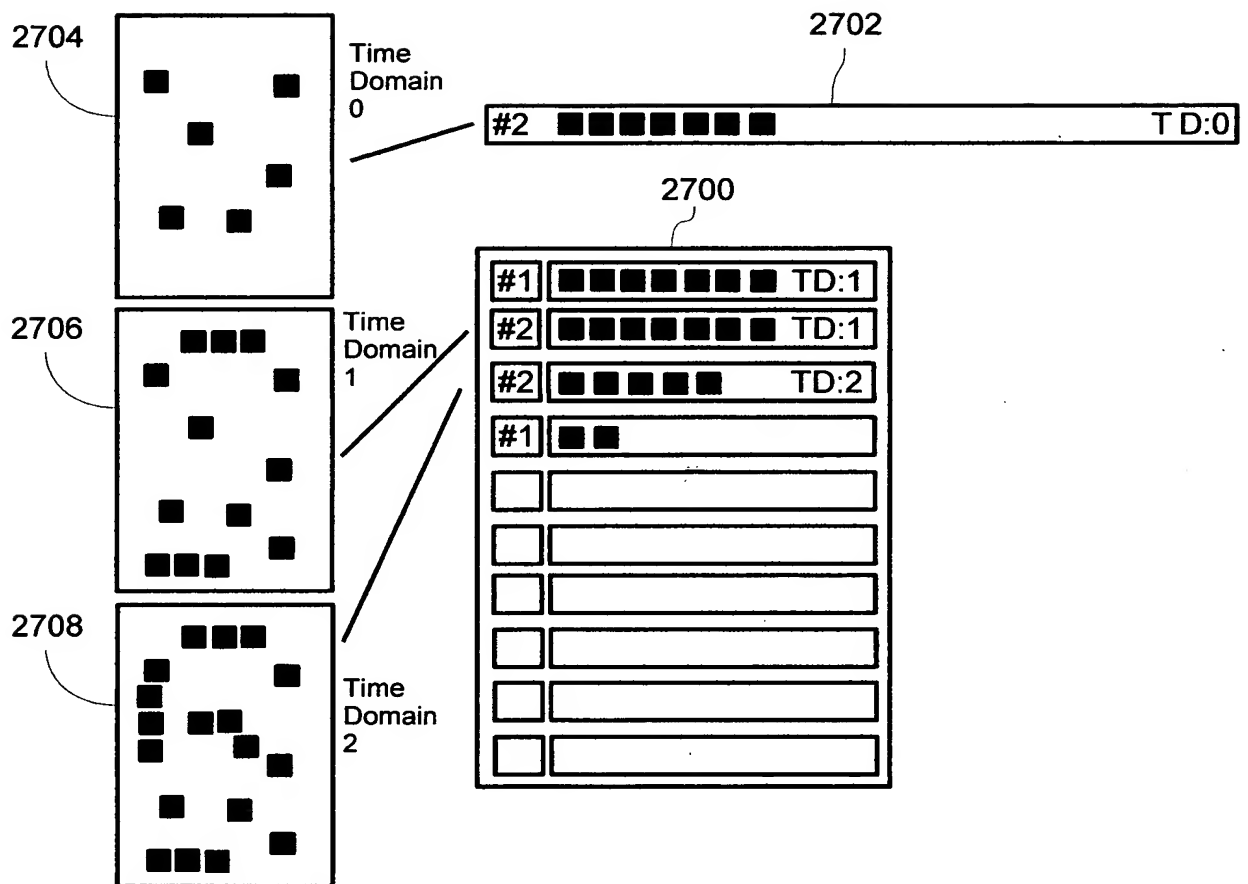 2704
Time
Domain
0
2702
#2 T D:0
2700
#1 TD:1
#2 TD:1
#2 TD:2
#1
2706
Time
Domain
1
2708
Time
Domain
2